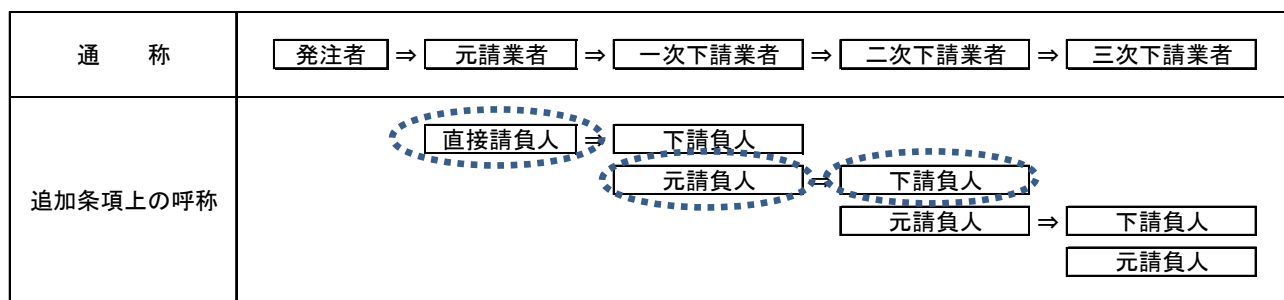 通　称
発注者 ⇒ 元請業者 ⇒ 一次下請業者 ⇒ 二次下請業者 ⇒ 三次下請業者
追加条項上の呼称
直接請負人 ⇒ 下請負人
元請負人 ⇒ 下請負人
元請負人 ⇒ 下請負人
元請負人